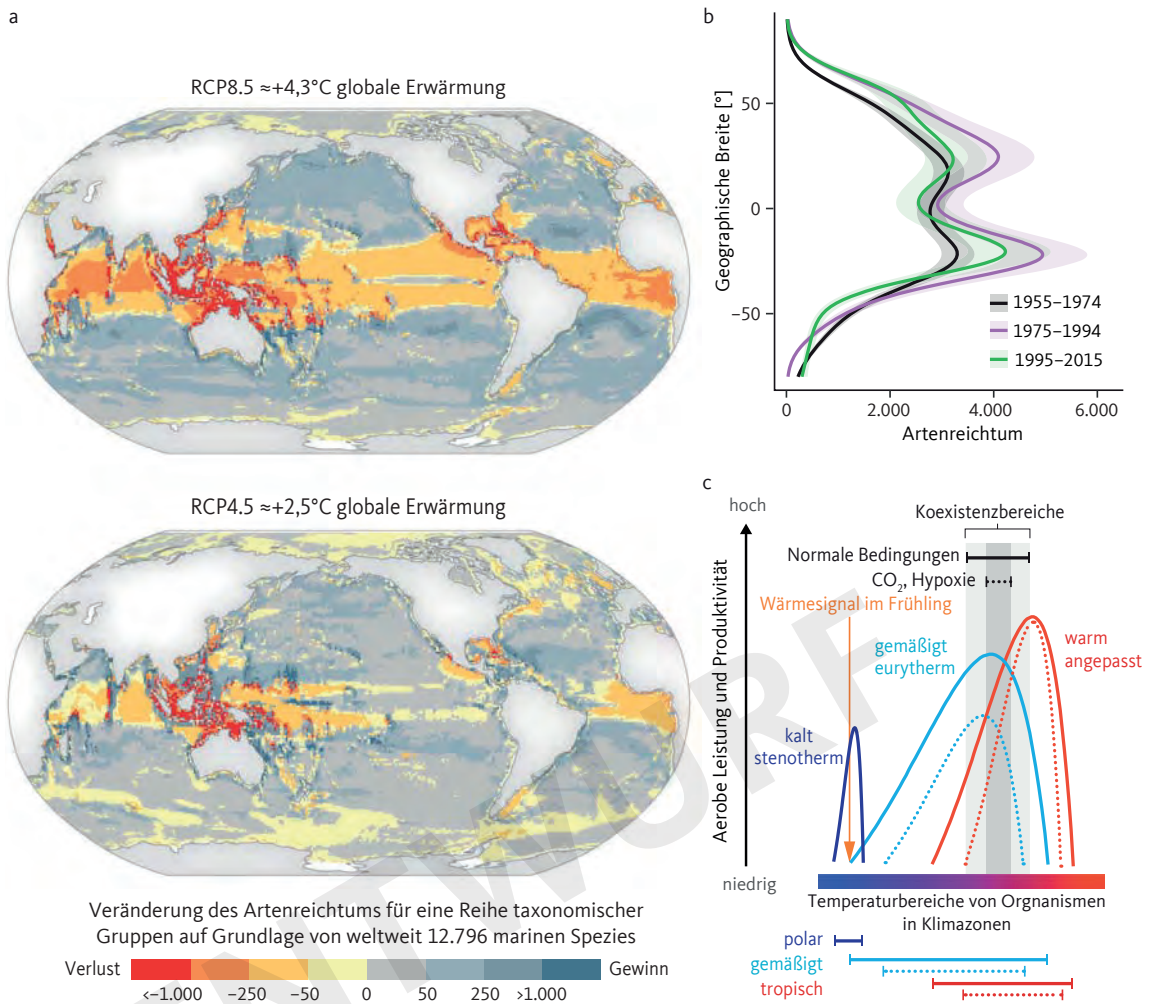 a
RCP8.5 ≈+4,3°C globale Erwärmung
RCP4.5 ≈+2,5°C globale Erwärmung
Veränderung des Artenreichtums für eine Reihe taxonomischer
Gruppen auf Grundlage von weltweit 12.796 marinen Spezies
Verlust
Gewinn
<-1.000 -250 -50 0 50 250 >1.000
b
Geographische Breite [°]
50
0
−50
1955–1974
1975–1994
1995–2015
0 2.000 4.000 6.000
Artenreichtum
c
hoch
Aerobe Leistung und Produktivität
niedrig
Koexistenzbereiche
Normale Bedingungen
CO₂, Hypoxie
Wärmesignal im Frühling
gemäßigt
eurytherm
warm
angepasst
kalt
stenotherm
Temperaturbereiche von Orgnanismen
in Klimazonen
polar
gemäßigt
tropisch
ENTWURF